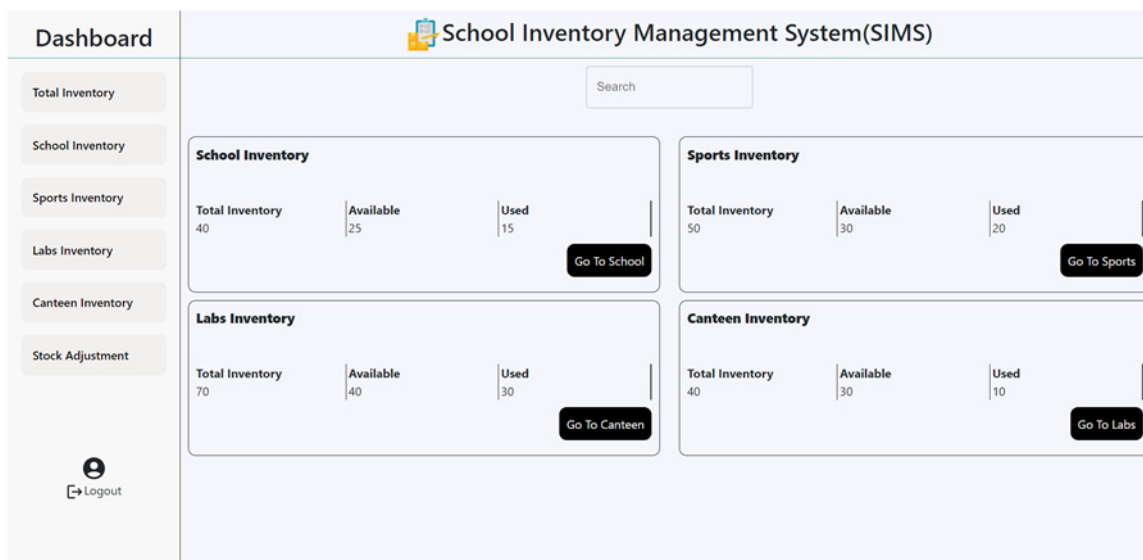 Dashboard
School Inventory Management System(SIMS)
Total Inventory
School Inventory
Sports Inventory
Labs Inventory
Canteen Inventory
Stock Adjustment
Logout
Search
School Inventory
Total Inventory Available Used
40 25 15
Go To School
Sports Inventory
Total Inventory Available Used
50 30 20
Go To Sports
Labs Inventory
Total Inventory Available Used
70 40 30
Go To Canteen
Canteen Inventory
Total Inventory Available Used
40 30 10
Go To Labs